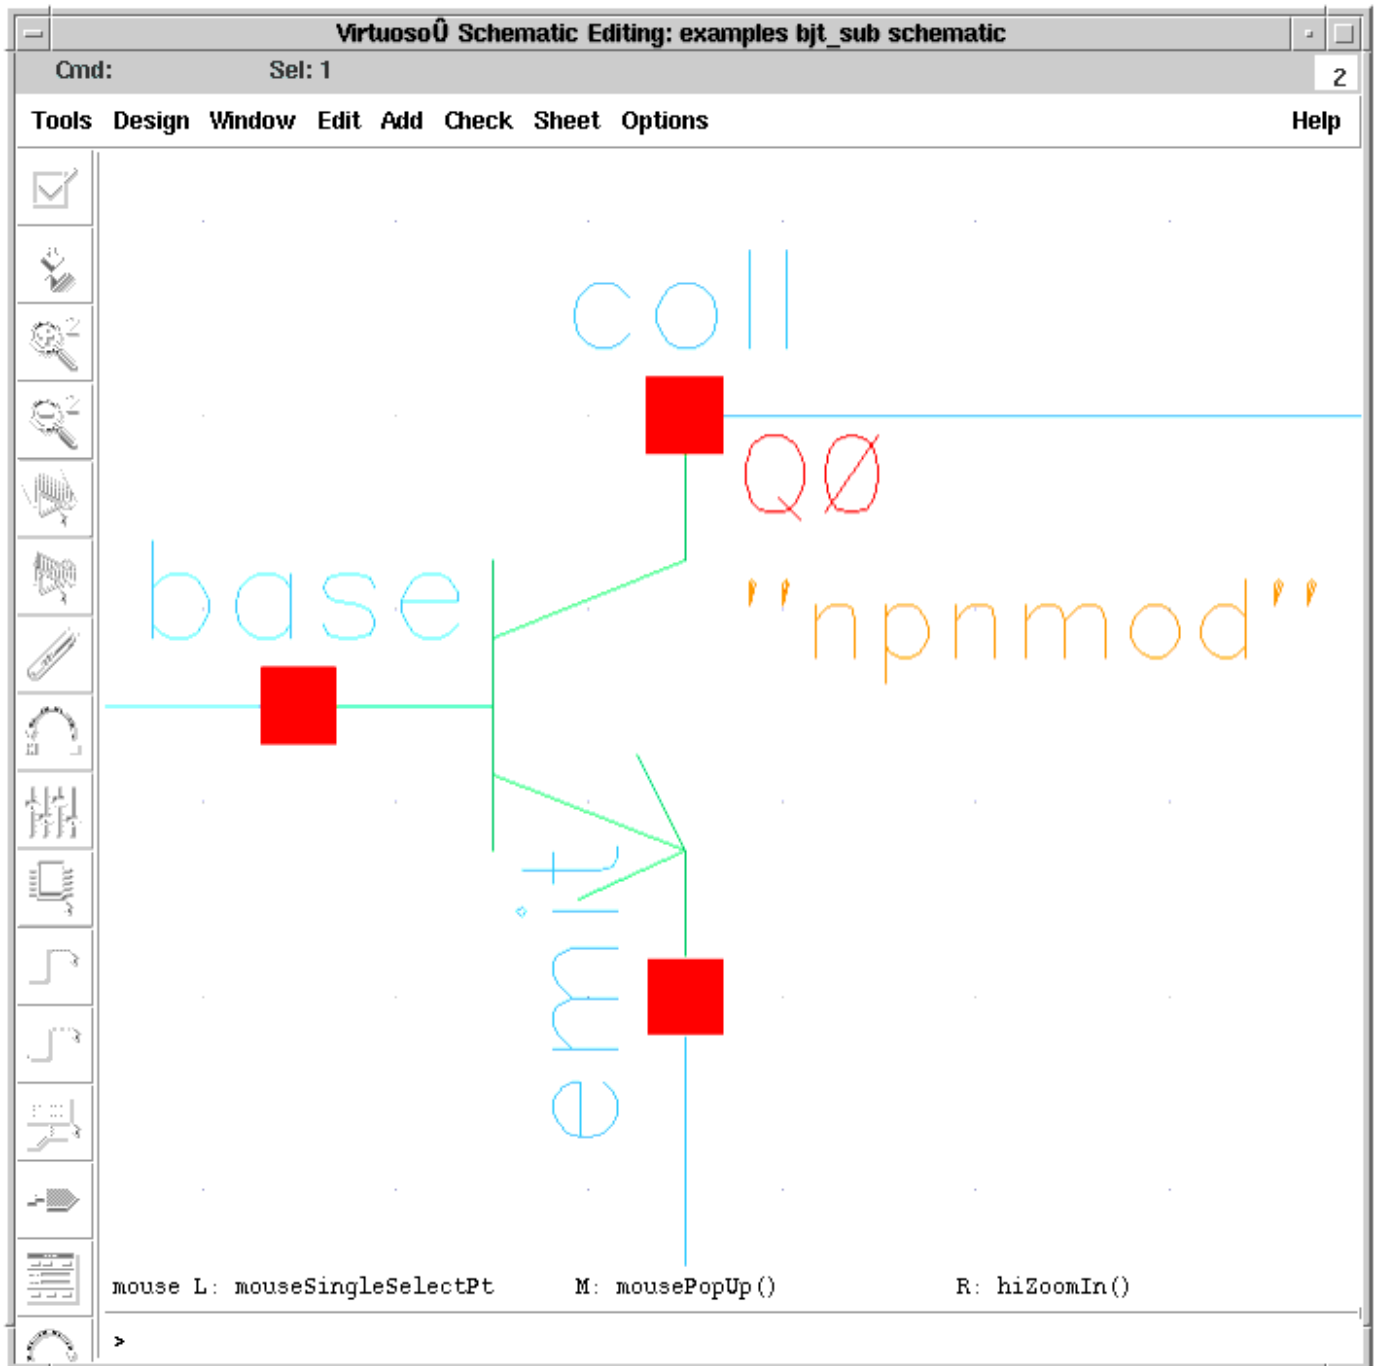 VirtuosoÛ Schematic Editing: examples bjt_sub schematic
Cmd: Sel: 1 2
Tools Design Window Edit Add Check Sheet Options Help
coll
QØ
base
"npnmod"
emit
mouse L: mouseSingleSelectPt M: mousePopUp() R: hiZoomIn()
>